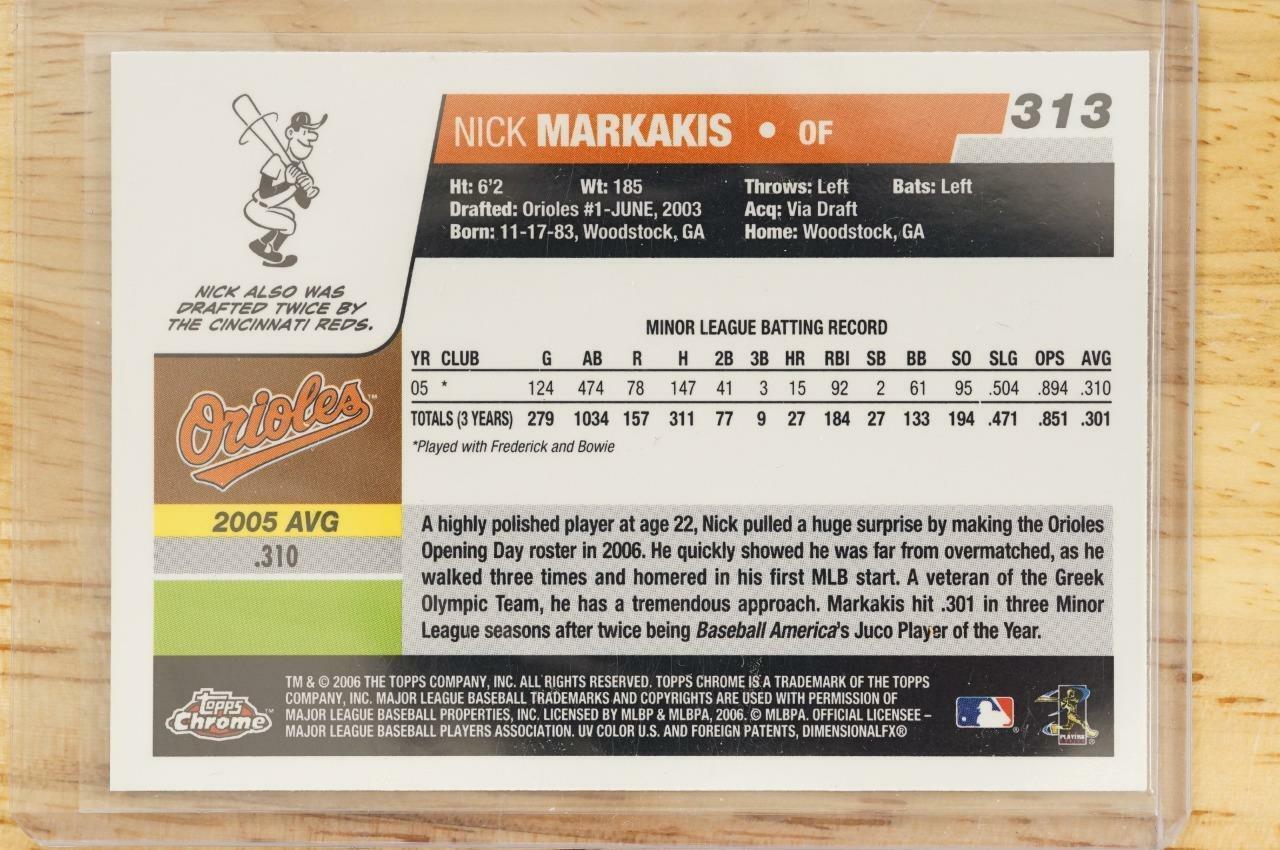 313
NICK MARKAKIS • OF
Ht: 6'2 Wt: 185 Throws: Left Bats: Left
Drafted: Orioles #1-JUNE, 2003 Acq: Via Draft
Born: 11-17-83, Woodstock, GA Home: Woodstock, GA
NICK ALSO WAS
DRAFTED TWICE BY
THE CINCINNATI REDS.
MINOR LEAGUE BATTING RECORD
YR CLUB G AB R H 2B 3B HR RBI SB BB SO SLG OPS AVG
05 * 124 474 78 147 41 3 15 92 2 61 95 .504 .894 .310
TOTALS (3 YEARS) 279 1034 157 311 77 9 27 184 27 133 194 .471 .851 .301
*Played with Frederick and Bowie
Orioles™
2005 AVG
.310
A highly polished player at age 22, Nick pulled a huge surprise by making the Orioles
Opening Day roster in 2006. He quickly showed he was far from overmatched, as he
walked three times and homered in his first MLB start. A veteran of the Greek
Olympic Team, he has a tremendous approach. Markakis hit .301 in three Minor
League seasons after twice being Baseball America's Juco Player of the Year.
Topps
Chrome™
TM & © 2006 THE TOPPS COMPANY, INC. ALL RIGHTS RESERVED. TOPPS CHROME IS A TRADEMARK OF THE TOPPS
COMPANY, INC. MAJOR LEAGUE BASEBALL TRADEMARKS AND COPYRIGHTS ARE USED WITH PERMISSION OF
MAJOR LEAGUE BASEBALL PROPERTIES, INC. LICENSED BY MLBP & MLBPA, 2006. © MLBPA. OFFICIAL LICENSEE –
MAJOR LEAGUE BASEBALL PLAYERS ASSOCIATION. UV COLOR U.S. AND FOREIGN PATENTS, DIMENSIONALFX®
PLAYERS